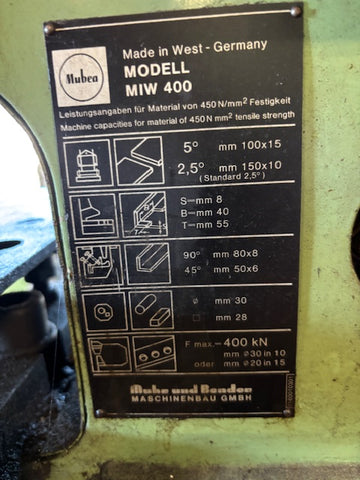 Mubea
Made in West-Germany
MODELL
MIW 400
Leistungsangaben für Material von 450 N/mm² Festigkeit
Machine capacities for material of 450 N mm² tensile strength
5° mm 100x15
2,5° mm 150x10
(Standard 2,5°)
S—mm 8
B—mm 40
T—mm 55
90° mm 80x8
45° mm 50x6
⌀ mm 30
□ mm 28
F max.—400 kN
mm ⌀30 in 10
oder mm ⌀20 in 15
Muhr und Bender
MASCHINENBAU GMBH